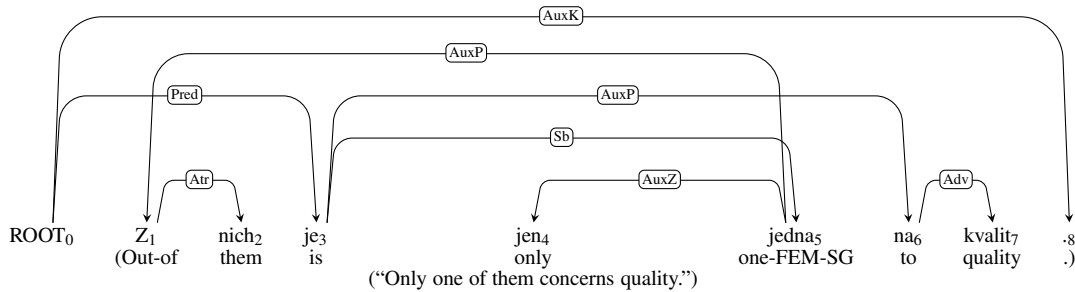 AuxK
AuxP
Pred AuxP
Sb
Atr AuxZ Adv
ROOT0 Z1 nich2 je3 jen4 jedna5 na6 kvalit7 .8
(Out-of them is only one-FEM-SG to quality .)
(“Only one of them concerns quality.”)